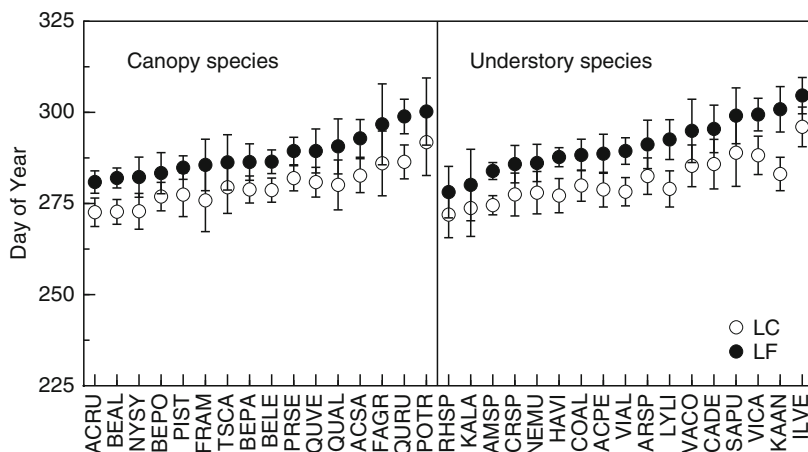 325
300
275
250
225
Day of Year
Canopy species
Understory species
LC
LF
ACRU
BEAL
NYSY
BEPO
PIST
FRAM
TSCA
BEPA
BELE
PRSE
QUVE
QUAL
ACSA
FAGR
QURU
POTR
RHSP
KALA
AMSP
CRSP
NEMU
HAVI
COAL
ACPE
VIAL
ARSP
LYLI
VACO
CADE
SAPU
VICA
KAAN
ILVE